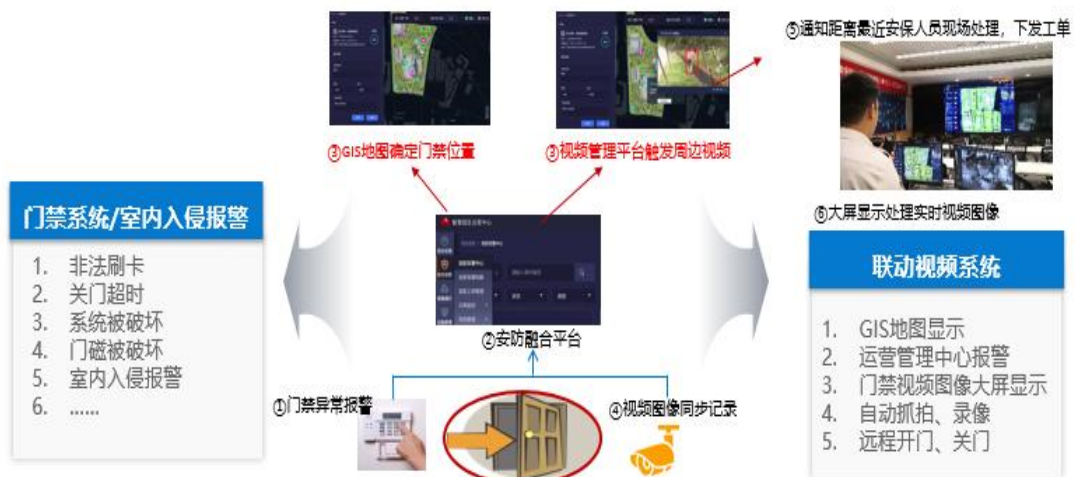 ⑤通知距离最近安保人员现场处理，下发工单
③GIS地图确定门禁位置
③视频管理平台触发周边视频
⑥大屏显示处理实时视频图像
门禁系统/室内入侵报警
1. 非法刷卡
2. 关门超时
3. 系统被破坏
4. 门磁被破坏
5. 室内入侵报警
6. ......
②安防融合平台
①门禁异常报警
④视频图像同步记录
联动视频系统
1. GIS地图显示
2. 运营管理中心报警
3. 门禁视频图像大屏显示
4. 自动抓拍、录像
5. 远程开门、关门